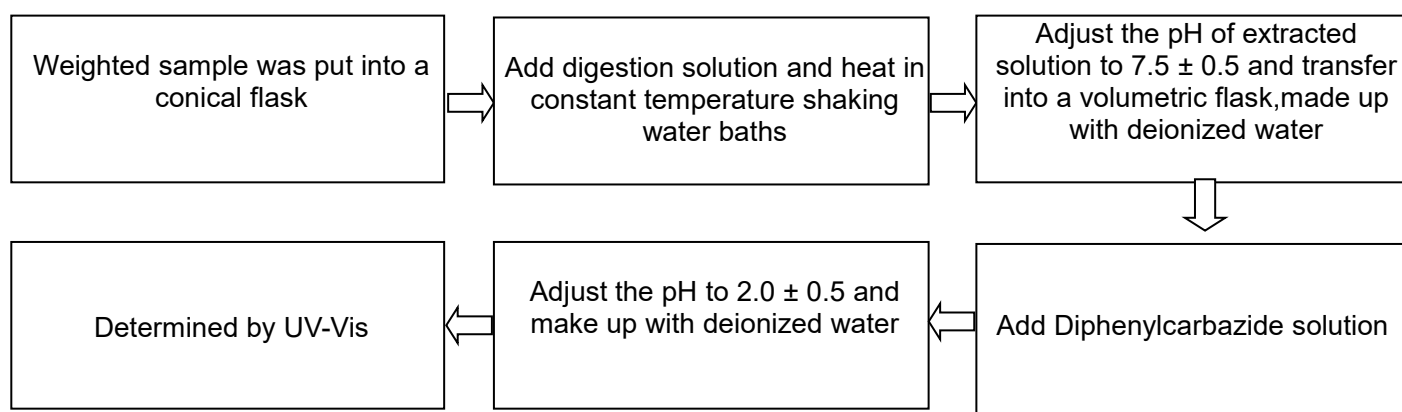 Weighted sample was put into a
conical flask
Add digestion solution and heat in
constant temperature shaking
water baths
Adjust the pH of extracted
solution to 7.5 ± 0.5 and transfer
into a volumetric flask,made up
with deionized water
Add Diphenylcarbazide solution
Adjust the pH to 2.0 ± 0.5 and
make up with deionized water
Determined by UV-Vis